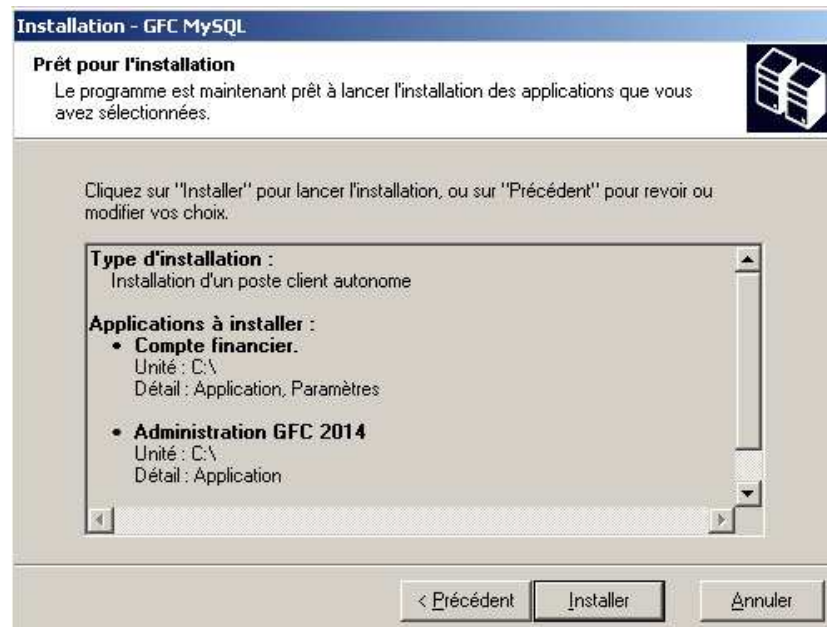 Installation - GFC MySQL
Prêt pour l'installation
Le programme est maintenant prêt à lancer l'installation des applications que vous
avez sélectionnées.
Cliquez sur "Installer" pour lancer l'installation, ou sur "Précédent" pour revoir ou
modifier vos choix.
Type d'installation :
Installation d'un poste client autonome
Applications à installer :
• Compte financier.
Unité : C:\
Détail : Application, Paramètres
• Administration GFC 2014
Unité : C:\
Détail : Application
< Précédent
Installer
Annuler